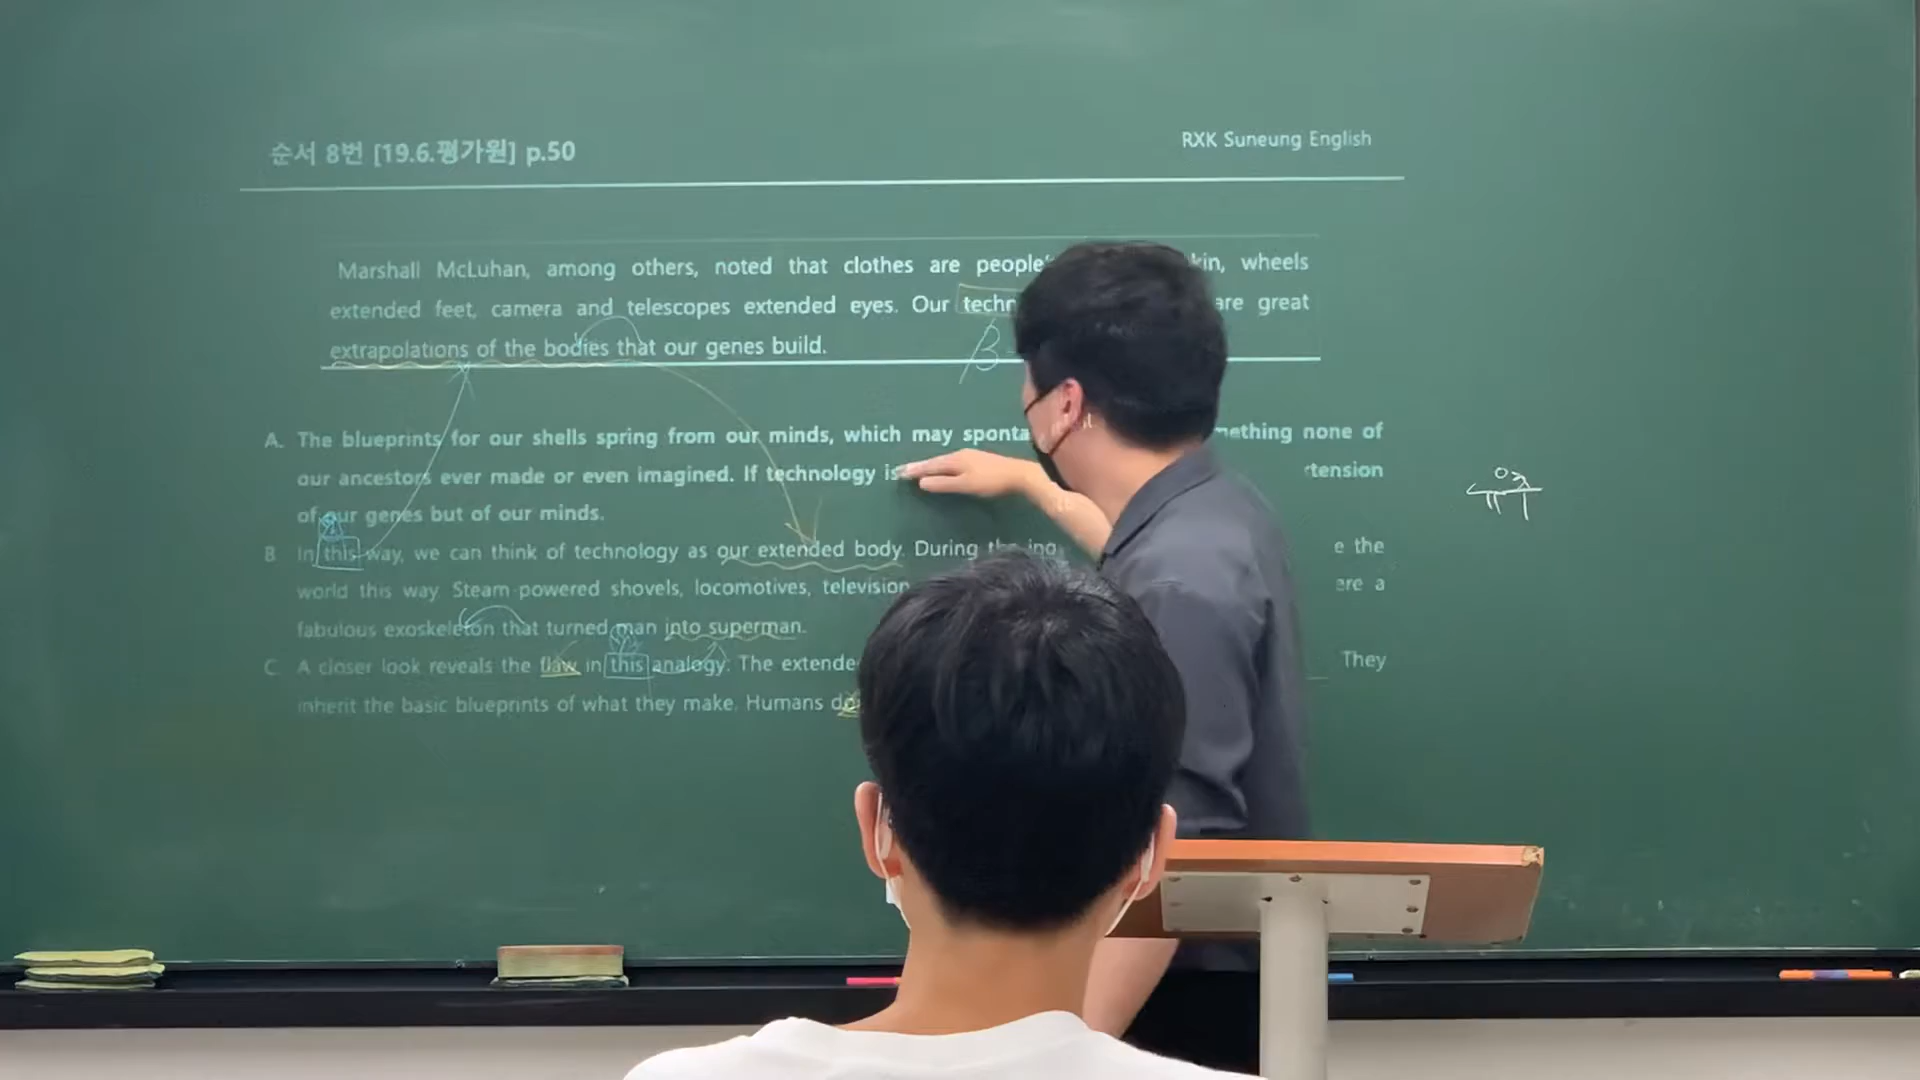 순서 8번 [19.6.평가원] p.50
RXK Suneung English
Marshall McLuhan, among others, noted that clothes are people's kin, wheels
extended feet, camera and telescopes extended eyes. Our techn are great
extrapolations of the bodies that our genes build.
β
A. The blueprints for our shells spring from our minds, which may sponta mething none of
our ancestors ever made or even imagined. If technology is tension
of our genes but of our minds.
B In this way, we can think of technology as our extended body. During the e the
world this way. Steam-powered shovels, locomotives, television are a
fabulous exoskeleton that turned man into superman.
C A closer look reveals the flaw in this analogy. The extende They
inherit the basic blueprints of what they make. Humans do